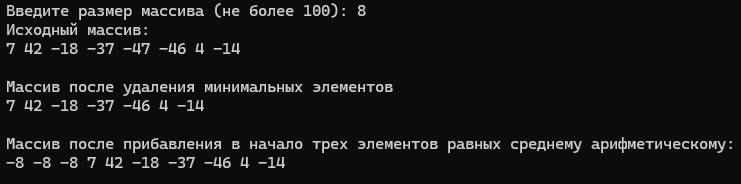 Введите размер массива (не более 100): 8
Исходный массив:
7 42 -18 -37 -47 -46 4 -14
Массив после удаления минимальных элементов
7 42 -18 -37 -46 4 -14
Массив после прибавления в начало трех элементов равных среднему арифметическому:
-8 -8 -8 7 42 -18 -37 -46 4 -14